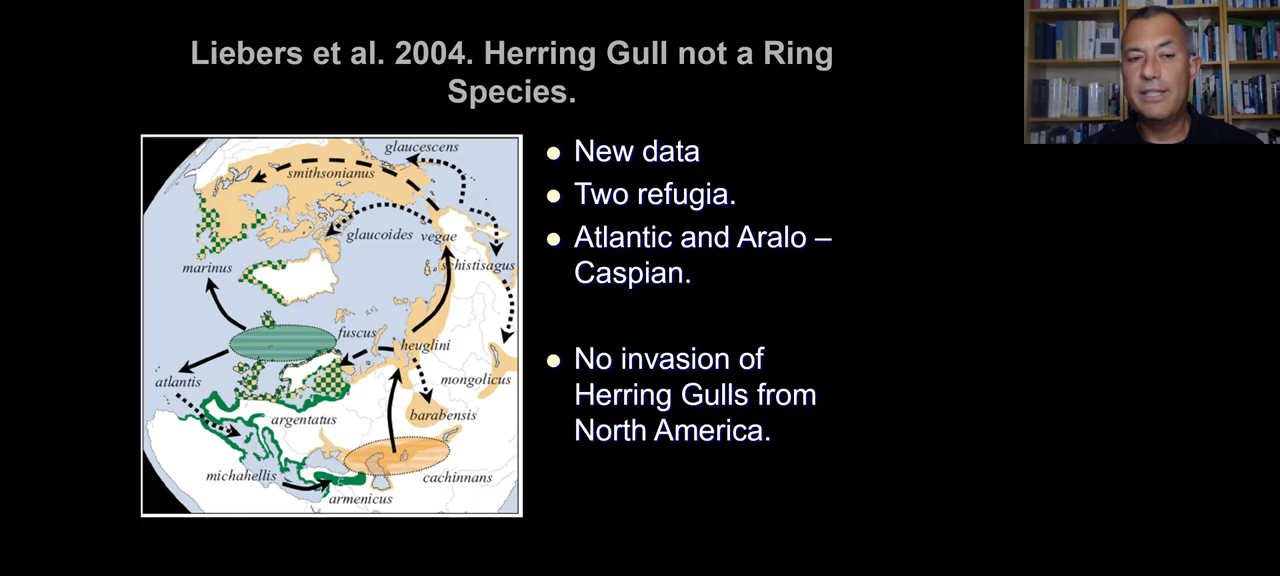 Liebers et al. 2004. Herring Gull not a Ring
Species.
glaucescens
smithsonianus
glaucoides
vegae
schistisagus
marinus
fuscus
heuglini
atlantis
mongolicus
argentatus
barabensis
michahellis
cachinnans
armenicus
● New data
● Two refugia.
● Atlantic and Aralo –
Caspian.
● No invasion of
Herring Gulls from
North America.